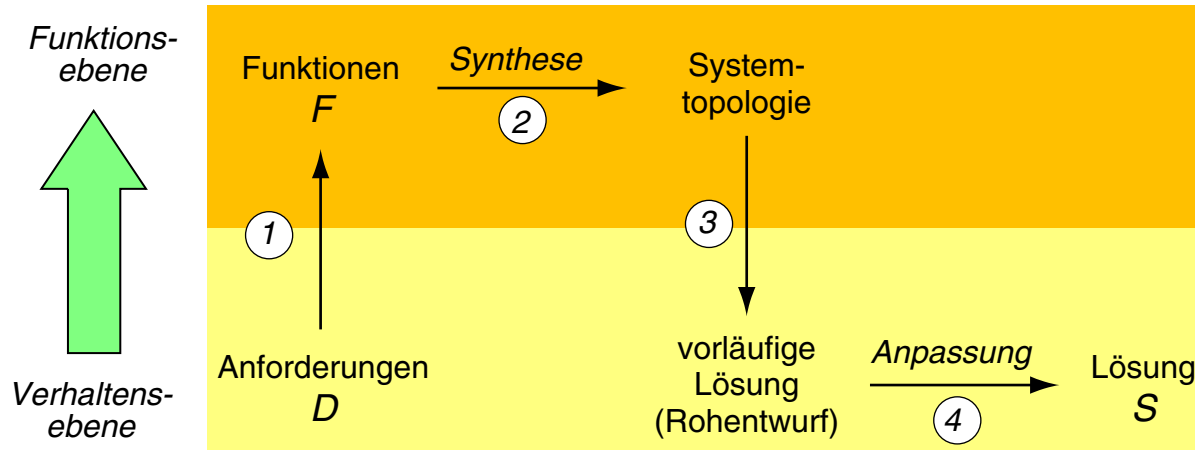 Funktions-
ebene
Funktionen
F
Synthese
2
System-
topologie
1
3
Verhaltens-
ebene
Anforderungen
D
vorläufige
Lösung
(Rohentwurf)
Anpassung
4
Lösung
S